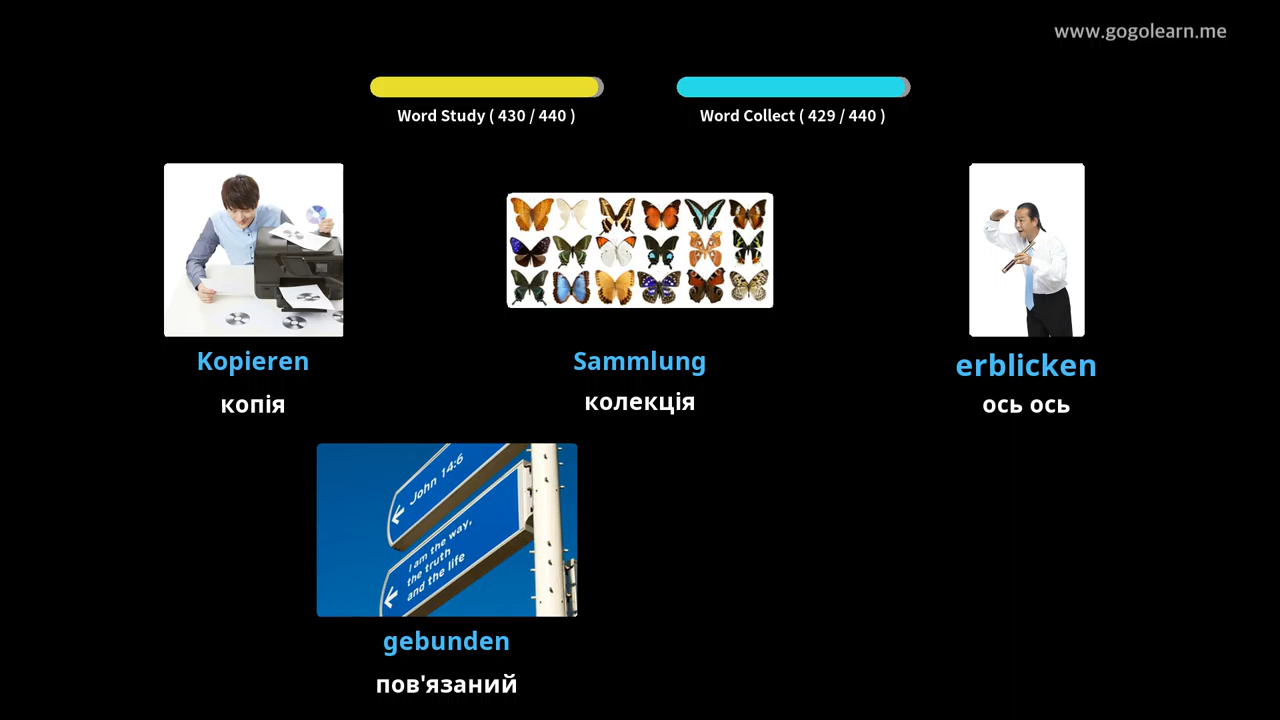 www.gogolearn.me
Word Study ( 430 / 440 )
Word Collect ( 429 / 440 )
Kopieren
Sammlung
erblicken
копія
колекція
ось ось
John 14:6
I am the way,
the truth
and the life
gebunden
пов'язаний